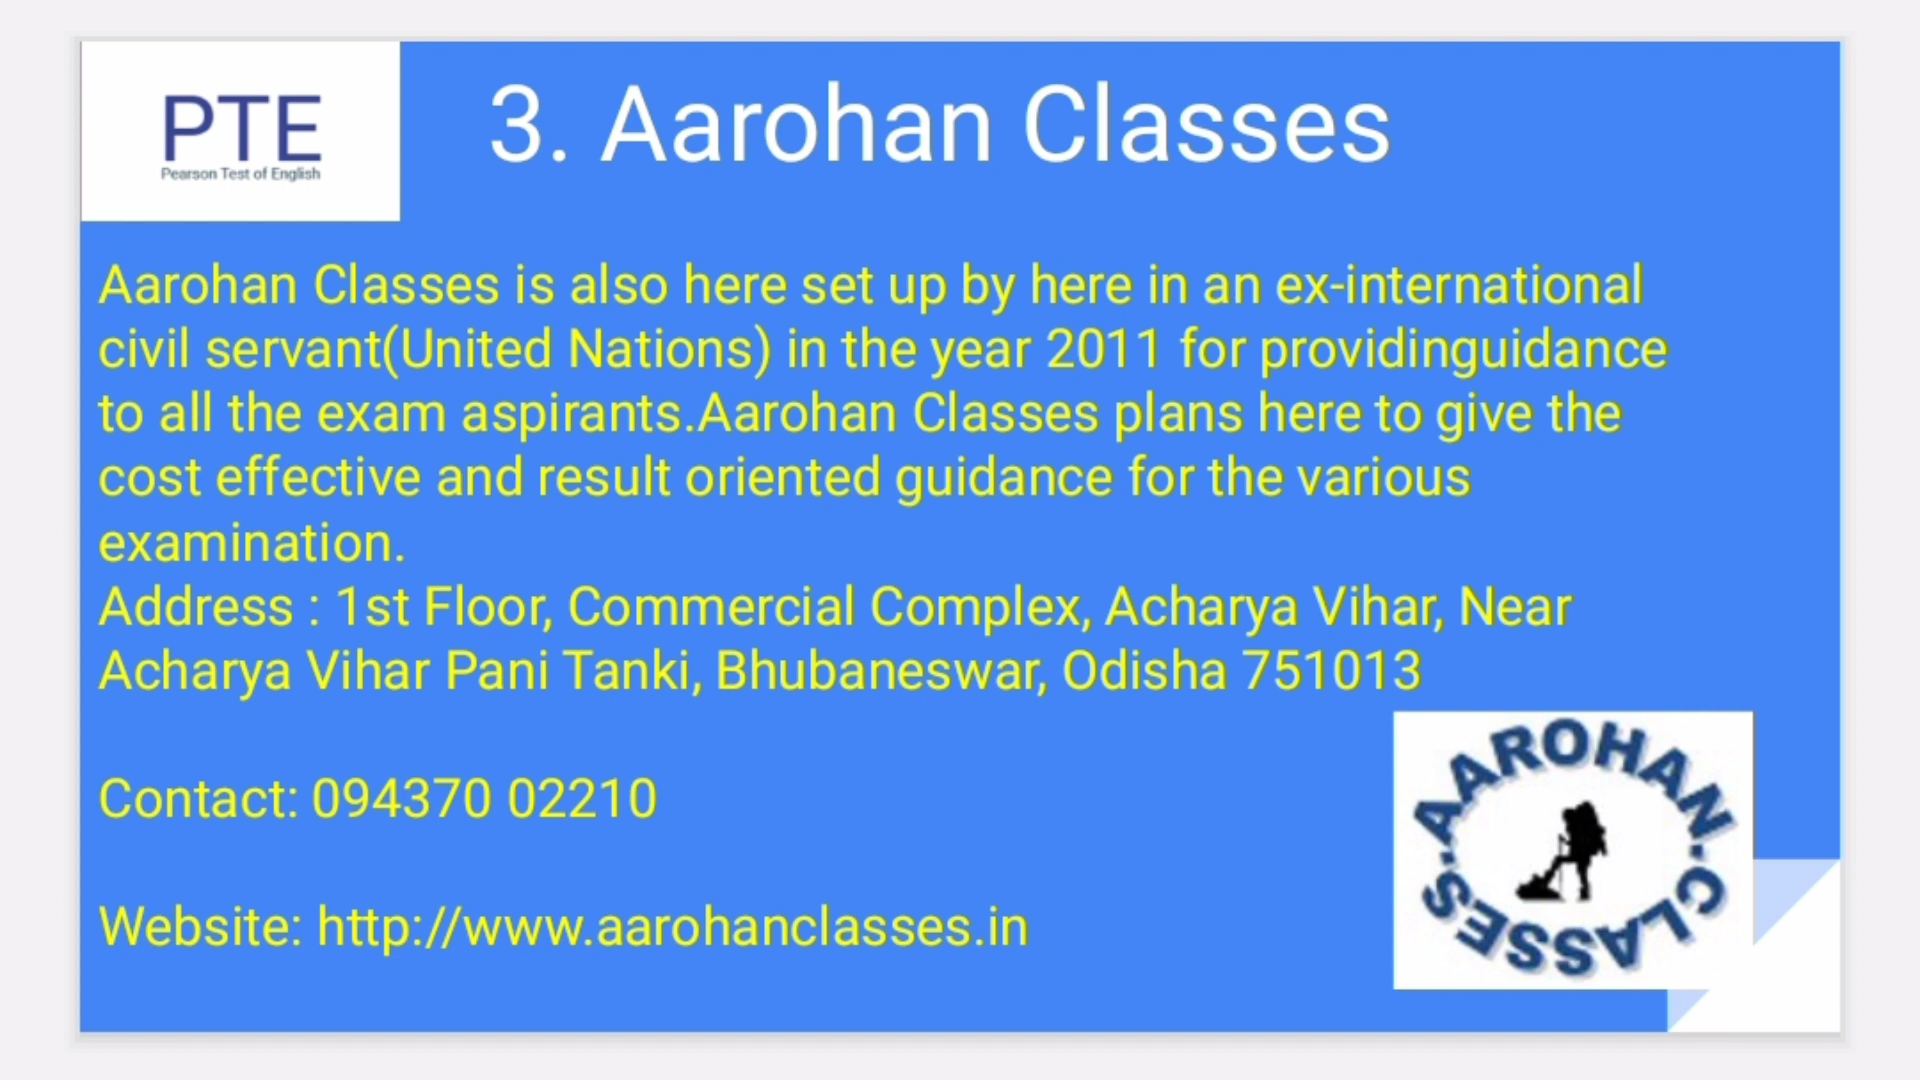 PTE
Pearson Test of English
3. Aarohan Classes
Aarohan Classes is also here set up by here in an ex-international
civil servant(United Nations) in the year 2011 for providinguidance
to all the exam aspirants.Aarohan Classes plans here to give the
cost effective and result oriented guidance for the various
examination.
Address : 1st Floor, Commercial Complex, Acharya Vihar, Near
Acharya Vihar Pani Tanki, Bhubaneswar, Odisha 751013
Contact: 094370 02210
Website: http://www.aarohanclasses.in
.AAROHAN.CLASSES